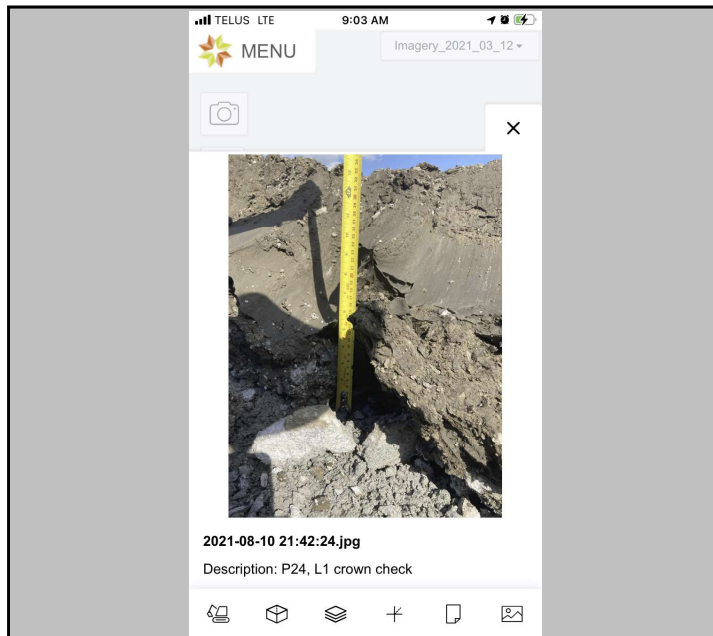 TELUS LTE 9:03 AM
MENU Imagery_2021_03_12
2021-08-10 21:42:24.jpg
Description: P24, L1 crown check